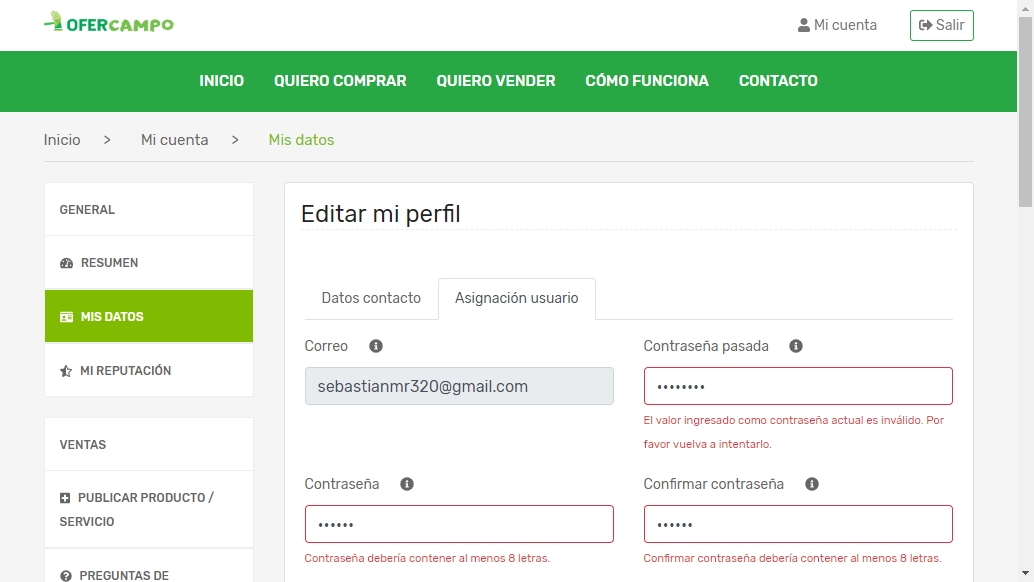 OFERCAMPO
Mi cuenta
Salir
INICIO QUIERO COMPRAR QUIERO VENDER CÓMO FUNCIONA CONTACTO
Inicio > Mi cuenta > Mis datos
GENERAL
RESUMEN
MIS DATOS
MI REPUTACIÓN
VENTAS
PUBLICAR PRODUCTO /
SERVICIO
PREGUNTAS DE
Editar mi perfil
Datos contacto Asignación usuario
Correo
sebastianmr320@gmail.com
Contraseña pasada
••••••••
El valor ingresado como contraseña actual es inválido. Por
favor vuelva a intentarlo.
Contraseña
••••••
Contraseña debería contener al menos 8 letras.
Confirmar contraseña
••••••
Confirmar contraseña debería contener al menos 8 letras.